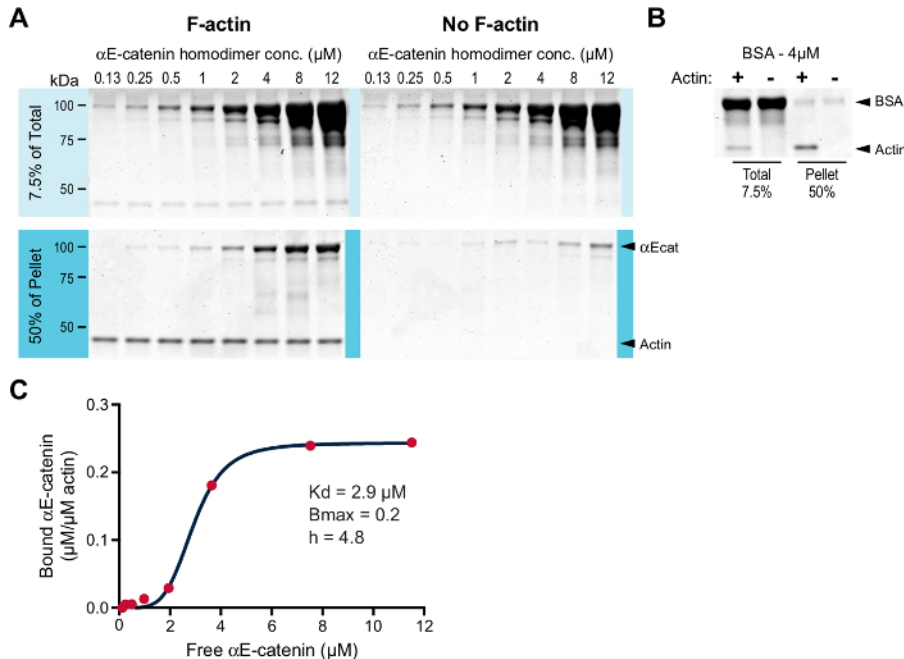 A
F-actin
No F-actin
αE-catenin homodimer conc. (µM)
αE-catenin homodimer conc. (µM)
kDa
0.13 0.25 0.5 1 2 4 8 12
0.13 0.25 0.5 1 2 4 8 12
7.5% of Total
100
75
50
50% of Pellet
100
75
50
αEcat
Actin
B
BSA - 4µM
Actin: + - + -
BSA
Actin
Total Pellet
7.5% 50%
C
Bound αE-catenin
(µM/µM actin)
0.3
0.2
0.1
0.0
Kd = 2.9 µM
Bmax = 0.2
h = 4.8
0 2 4 6 8 10 12
Free αE-catenin (µM)